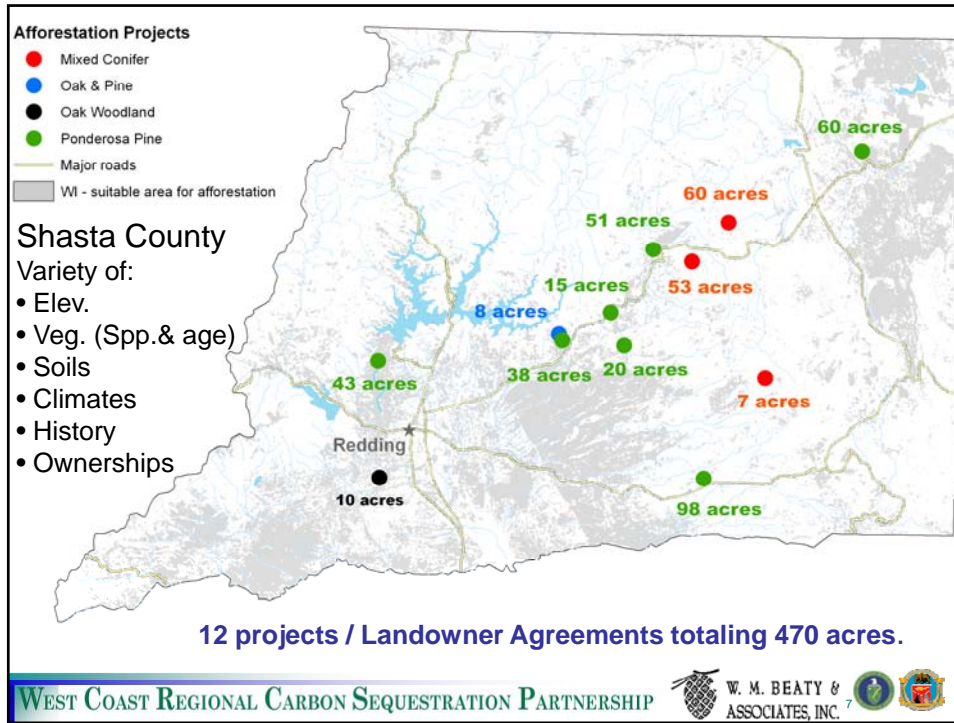 Afforestation Projects
Mixed Conifer
Oak & Pine
Oak Woodland
Ponderosa Pine
Major roads
WI - suitable area for afforestation
Shasta County
Variety of:
• Elev.
• Veg. (Spp.& age)
• Soils
• Climates
• History
• Ownerships
60 acres
60 acres
51 acres
53 acres
15 acres
8 acres
38 acres
20 acres
43 acres
7 acres
Redding
10 acres
98 acres
12 projects / Landowner Agreements totaling 470 acres.
WEST COAST REGIONAL CARBON SEQUESTRATION PARTNERSHIP
W. M. BEATY &
ASSOCIATES, INC.
7